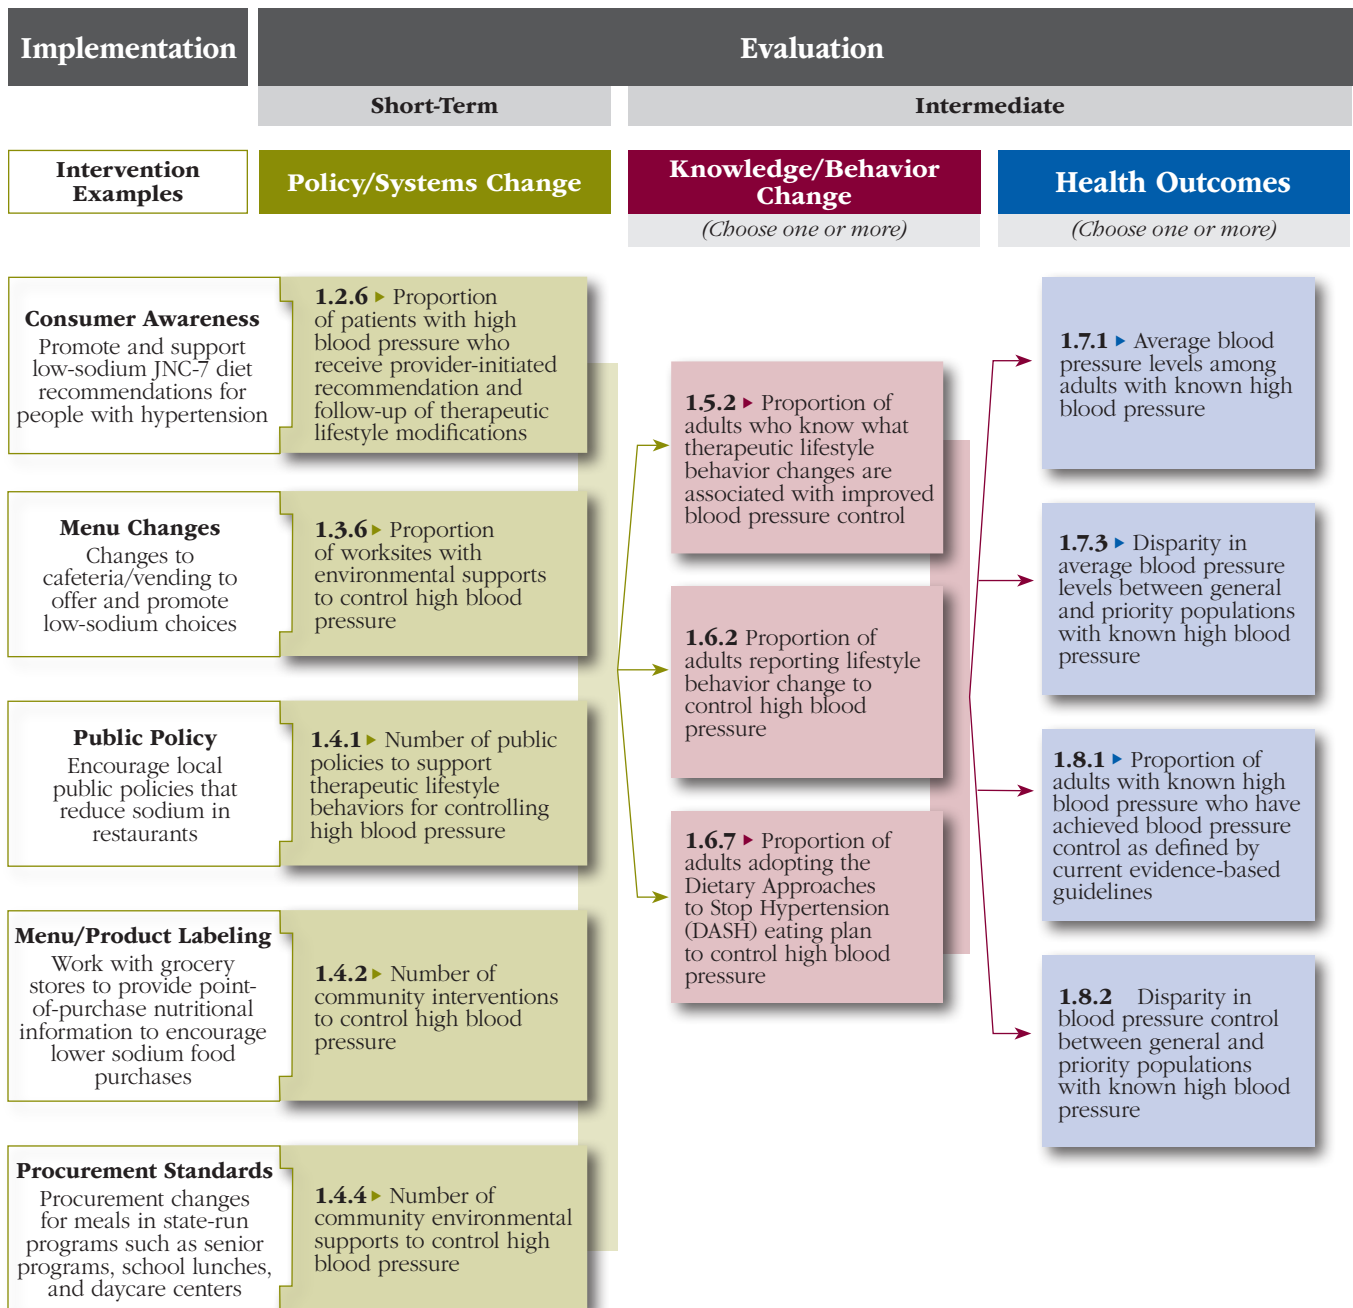 Implementation
Evaluation
Short-Term
Intermediate
Intervention
Examples
Policy/Systems Change
Knowledge/Behavior
Change
(Choose one or more)
Health Outcomes
(Choose one or more)
Consumer Awareness
Promote and support
low-sodium JNC-7 diet
recommendations for
people with hypertension
1.2.6 ▸ Proportion
of patients with high
blood pressure who
receive provider-initiated
recommendation and
follow-up of therapeutic
lifestyle modifications
Menu Changes
Changes to
cafeteria/vending to
offer and promote
low-sodium choices
1.3.6 ▸ Proportion
of worksites with
environmental supports
to control high blood
pressure
Public Policy
Encourage local
public policies that
reduce sodium in
restaurants
1.4.1 ▸ Number of public
policies to support
therapeutic lifestyle
behaviors for controlling
high blood pressure
Menu/Product Labeling
Work with grocery
stores to provide point-
of-purchase nutritional
information to encourage
lower sodium food
purchases
1.4.2 ▸ Number of
community interventions
to control high blood
pressure
Procurement Standards
Procurement changes
for meals in state-run
programs such as senior
programs, school lunches,
and daycare centers
1.4.4 ▸ Number of
community environmental
supports to control high
blood pressure
1.5.2 ▸ Proportion of
adults who know what
therapeutic lifestyle
behavior changes are
associated with improved
blood pressure control
1.6.2 Proportion of
adults reporting lifestyle
behavior change to
control high blood
pressure
1.6.7 ▸ Proportion of
adults adopting the
Dietary Approaches
to Stop Hypertension
(DASH) eating plan
to control high blood
pressure
1.7.1 ▸ Average blood
pressure levels among
adults with known high
blood pressure
1.7.3 ▸ Disparity in
average blood pressure
levels between general
and priority populations
with known high blood
pressure
1.8.1 ▸ Proportion of
adults with known high
blood pressure who have
achieved blood pressure
control as defined by
current evidence-based
guidelines
1.8.2 Disparity in
blood pressure control
between general and
priority populations
with known high blood
pressure